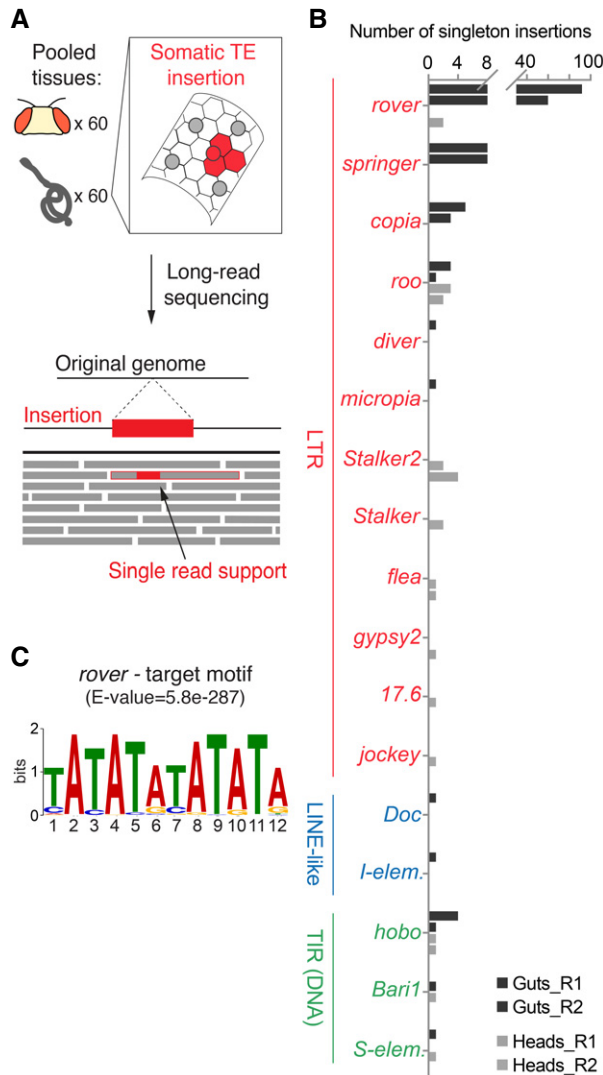 A
Pooled
tissues:
x 60
x 60
Somatic TE
insertion
Long-read
sequencing
Original genome
Insertion
Single read support
C
rover - target motif
(E-value=5.8e-287)
bits
2
1
0
TATATATATATA
1 2 3 4 5 6 7 8 9 10 11 12
B
Number of singleton insertions
0 4 8 40 100
LTR
rover
springer
copia
roo
diver
micropia
Stalker2
Stalker
flea
gypsy2
17.6
jockey
LINE-like
Doc
I-elem.
TIR (DNA)
hobo
Bari1
S-elem.
Guts_R1
Guts_R2
Heads_R1
Heads_R2